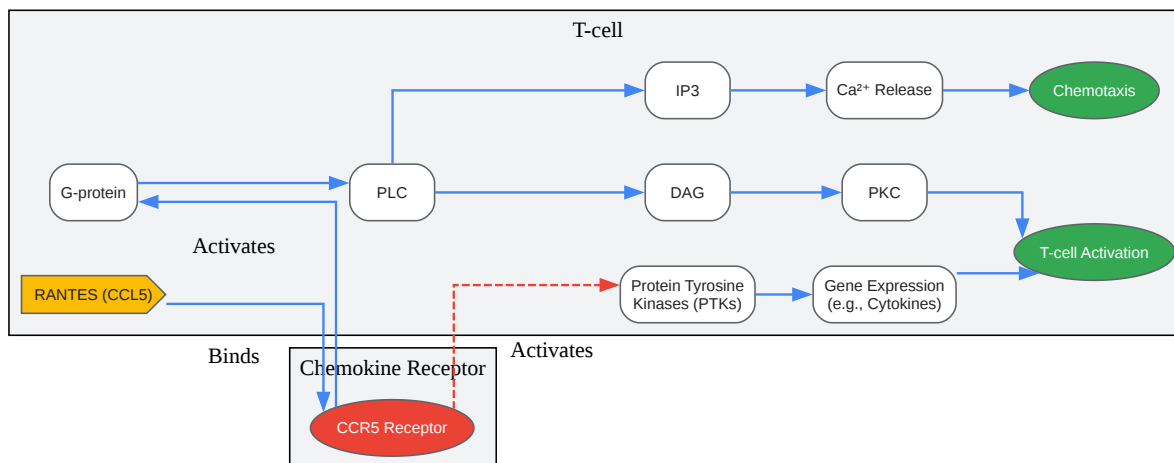 T-cell
IP3
Ca²⁺ Release
Chemotaxis
G-protein
PLC
DAG
PKC
Activates
T-cell Activation
RANTES (CCL5)
Protein Tyrosine
Kinases (PTKs)
Gene Expression
(e.g., Cytokines)
Binds
Activates
Chemokine Receptor
CCR5 Receptor